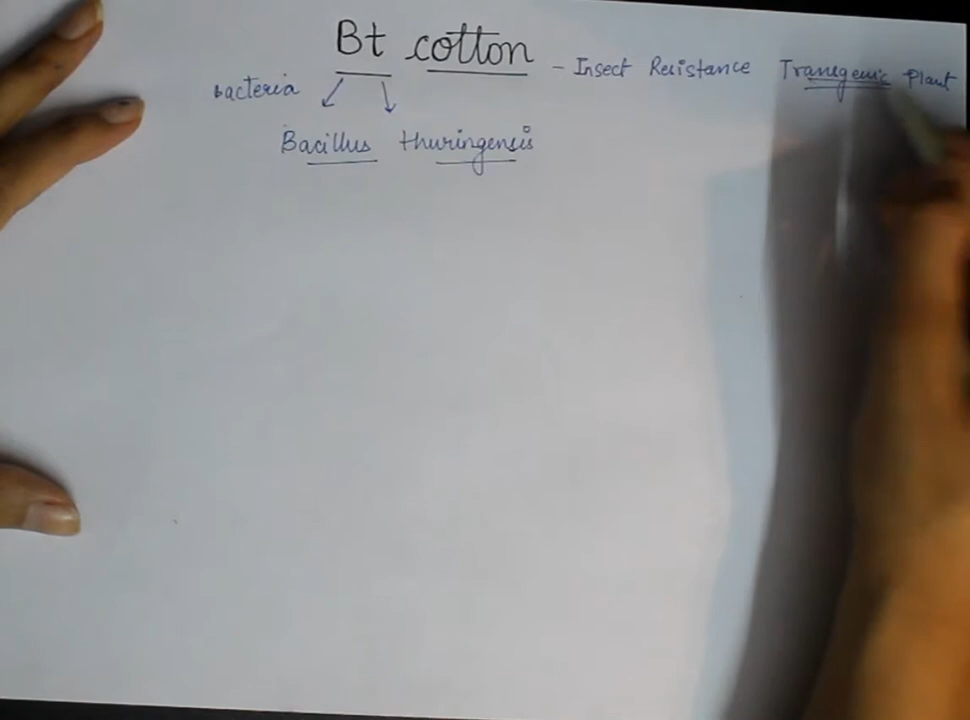 Bt cotton - Insect Resistance Transgenic Plant
bacteria
Bacillus thuringensis